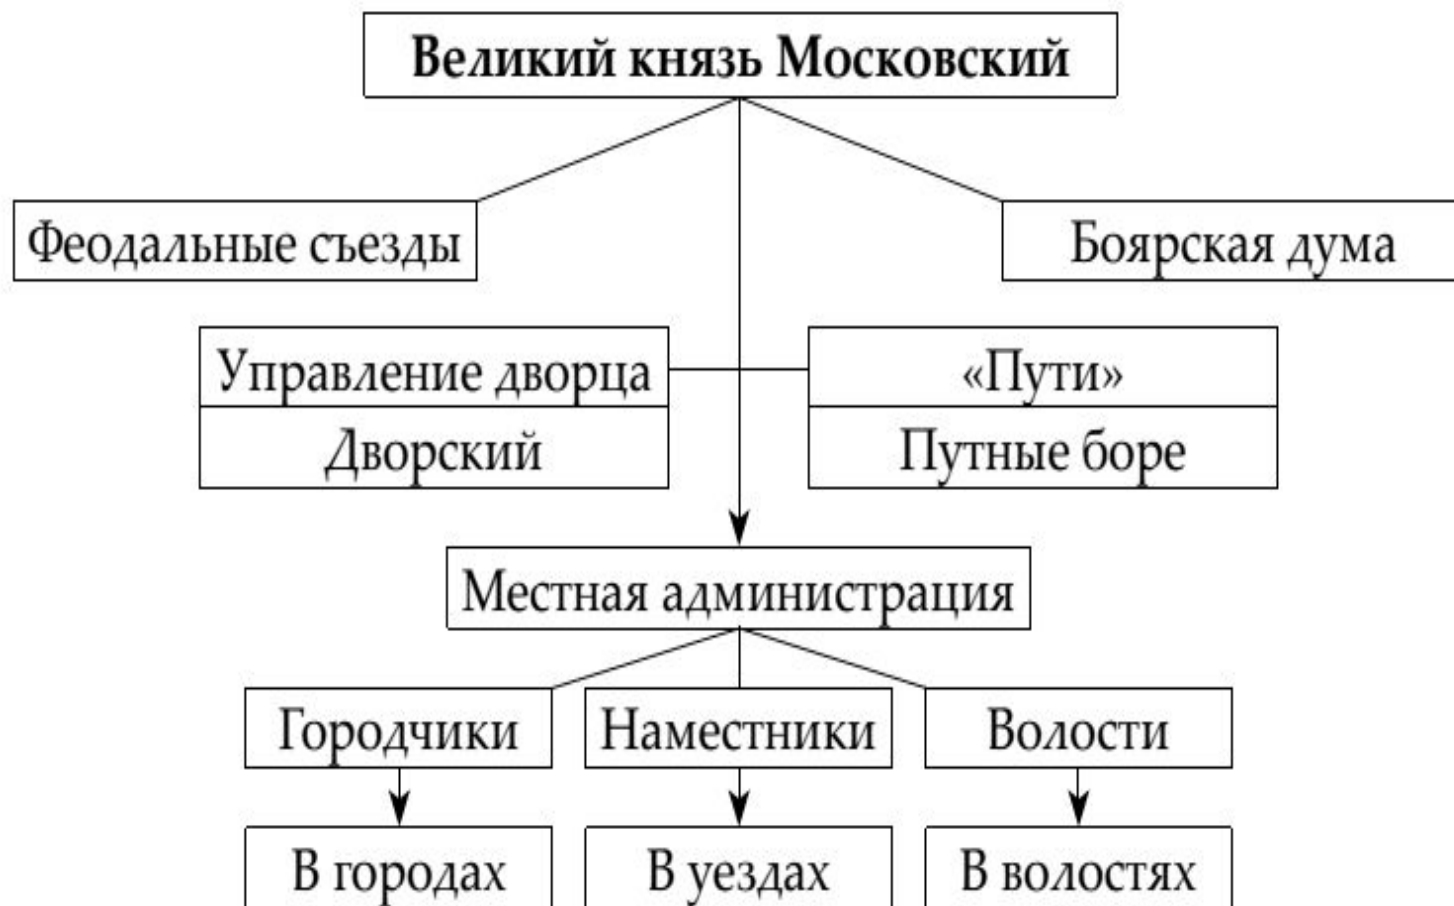 Великий князь Московский
Феодальные съезды
Боярская дума
Управление дворца
«Пути»
Дворский
Путные боре
Местная администрация
Городчики
Наместники
Волости
В городах
В уездах
В волостях